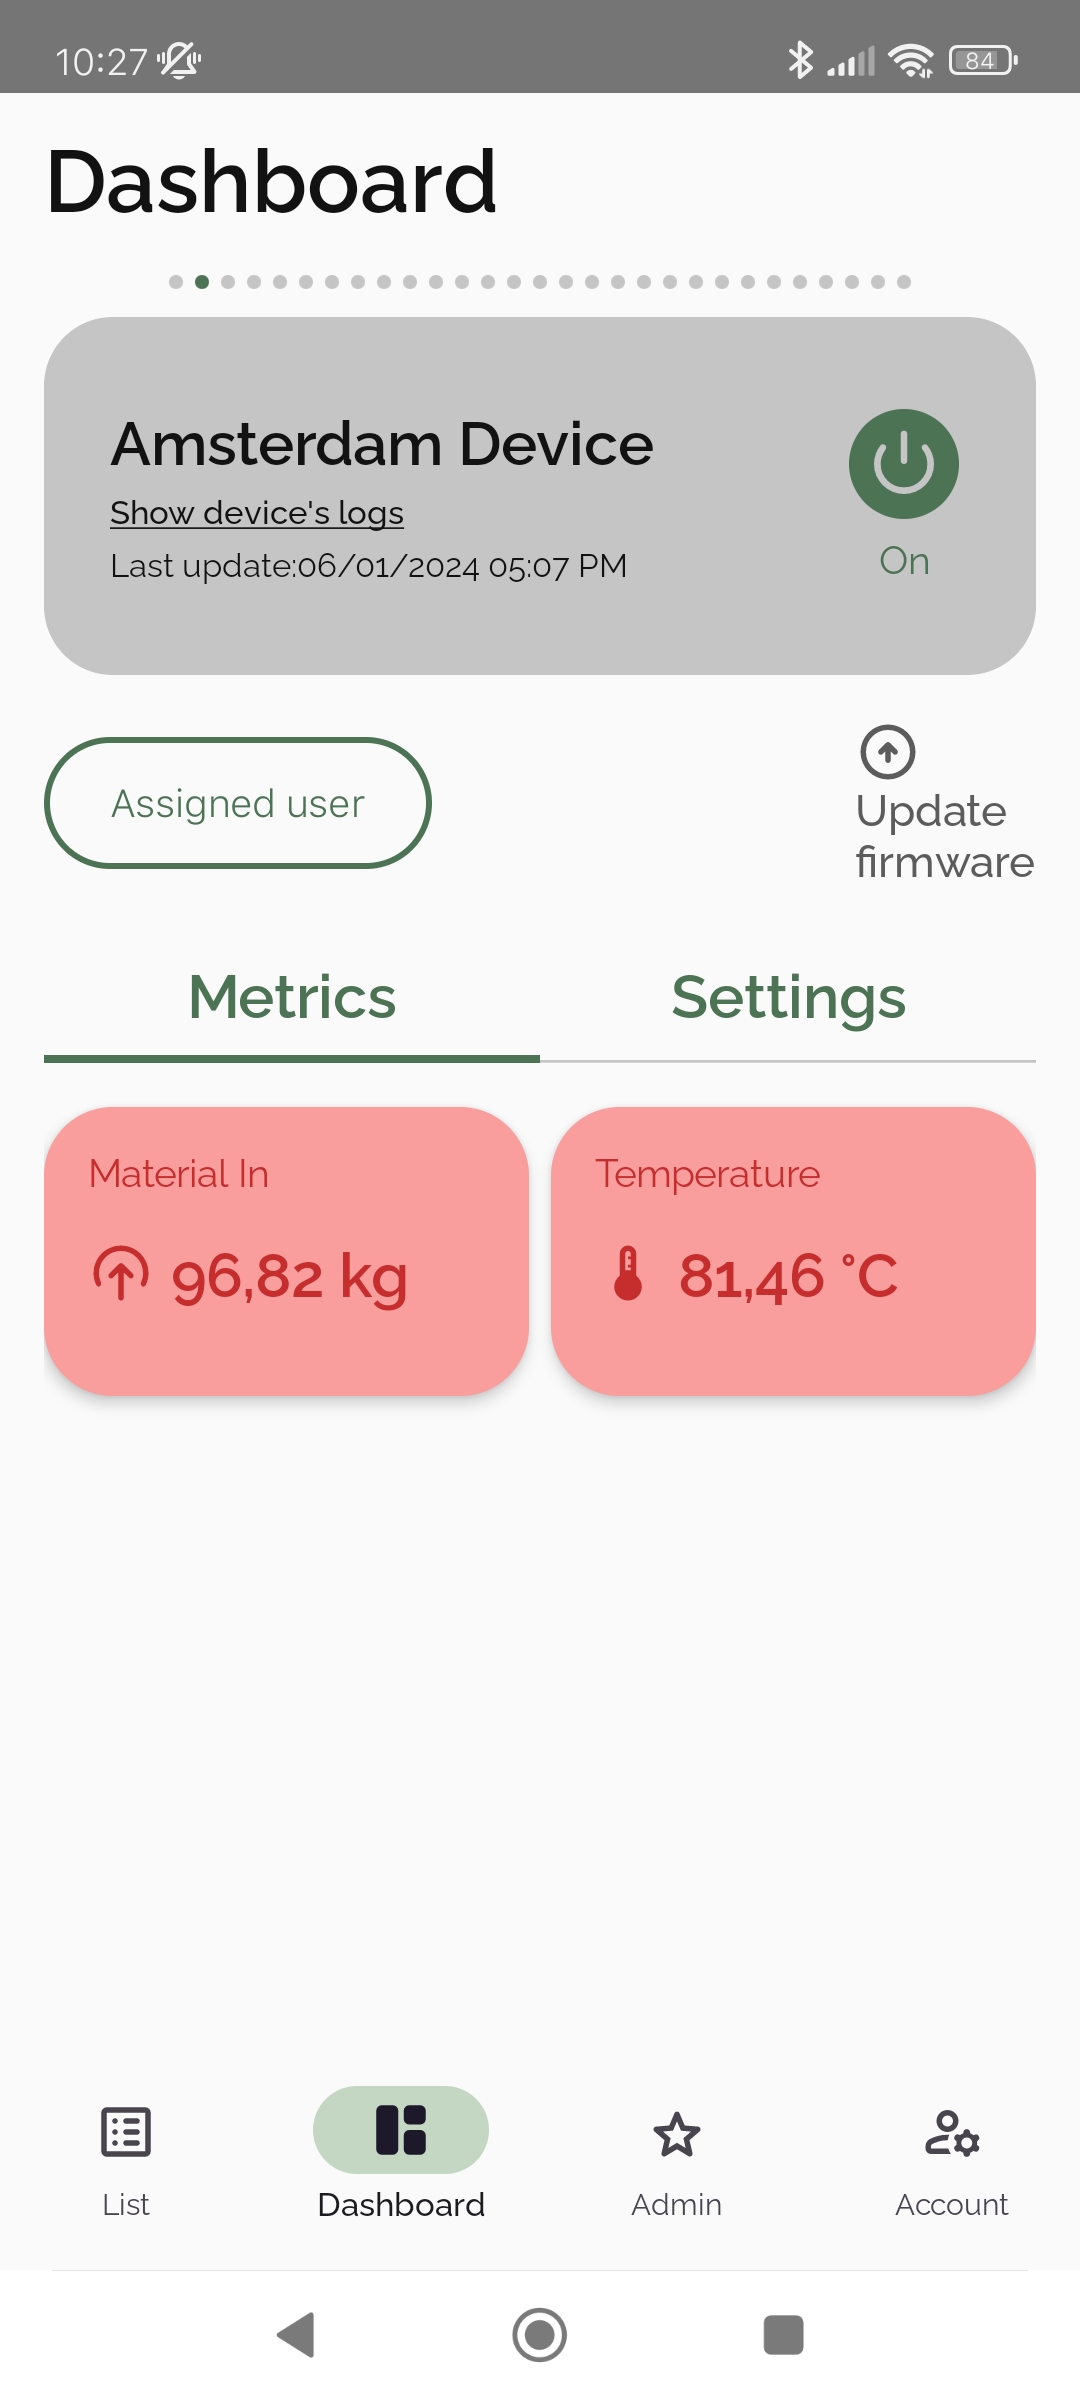 10:27
84
Dashboard
Amsterdam Device
Show device's logs
Last update:06/01/2024 05:07 PM
On
Assigned user
Update
firmware
Metrics
Settings
Material In
96,82 kg
Temperature
81,46 °C
List
Dashboard
Admin
Account